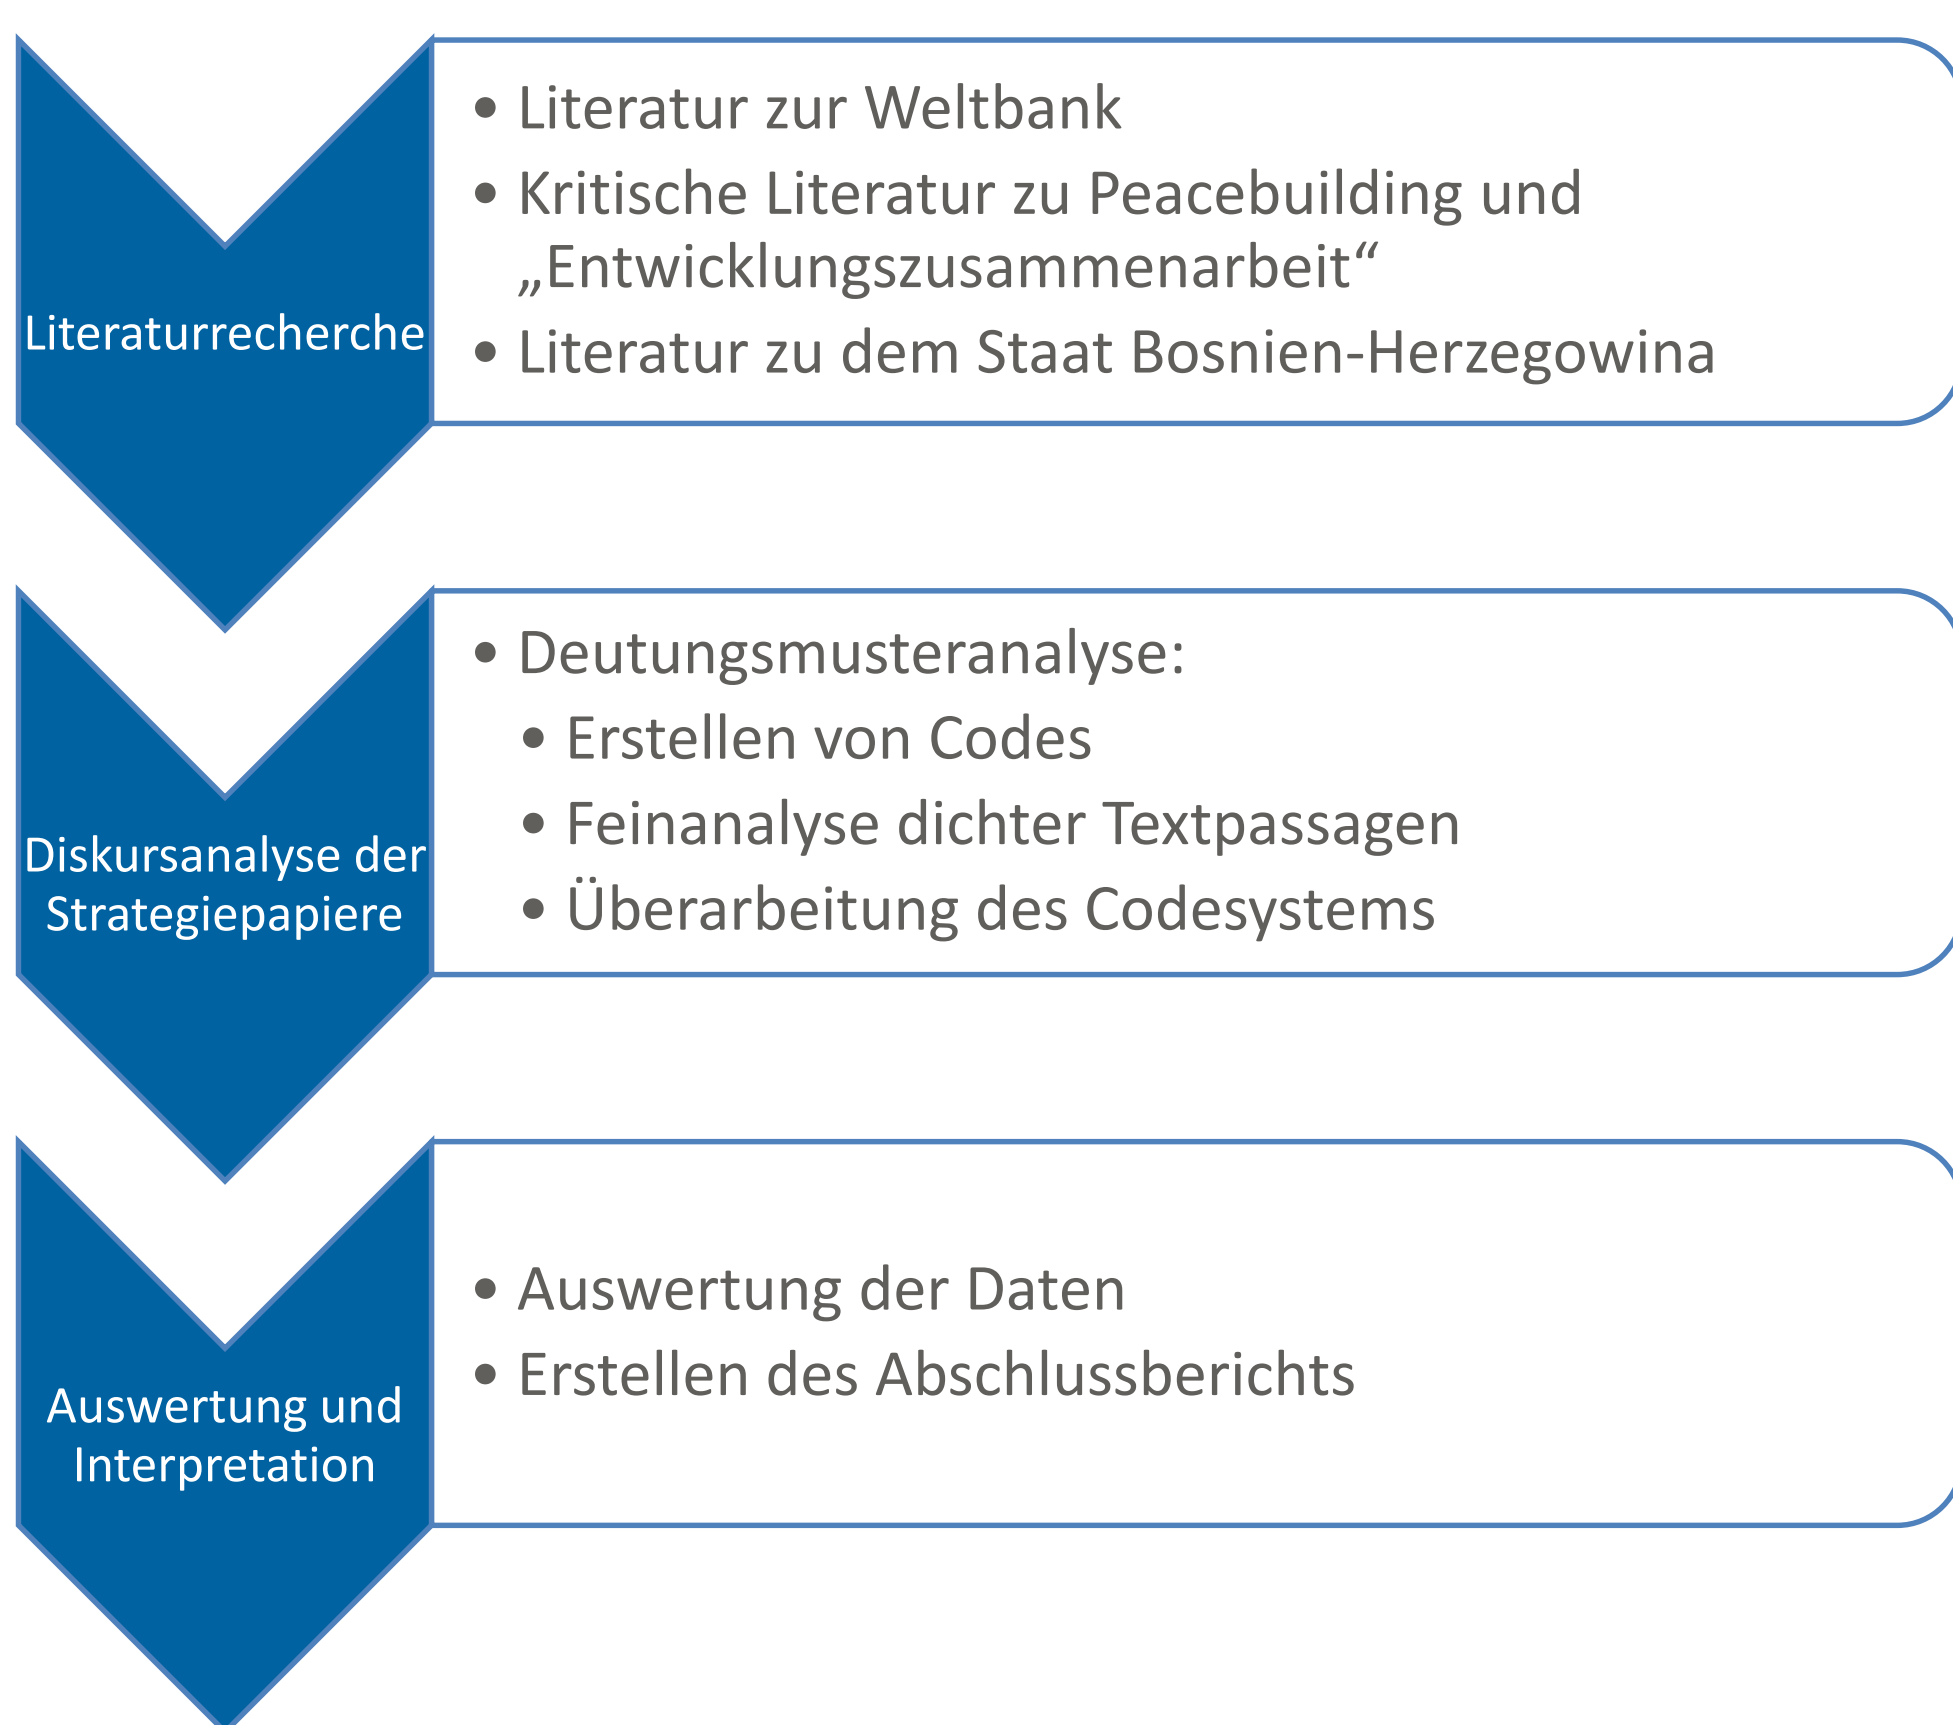 Literaturrecherche
• Literatur zur Weltbank
• Kritische Literatur zu Peacebuilding und
„Entwicklungszusammenarbeit“
• Literatur zu dem Staat Bosnien-Herzegowina
Diskursanalyse der
Strategiepapiere
• Deutungsmusteranalyse:
• Erstellen von Codes
• Feinanalyse dichter Textpassagen
• Überarbeitung des Codesystems
Auswertung und
Interpretation
• Auswertung der Daten
• Erstellen des Abschlussberichts